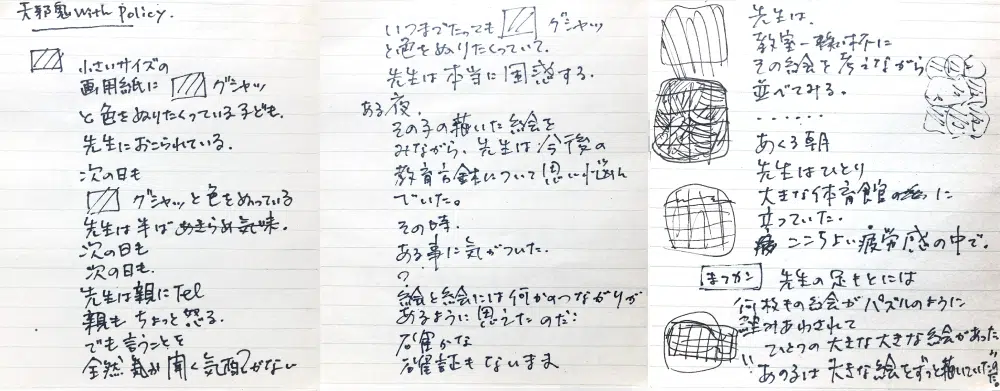 天邪鬼 with Policy.
小さいサイズの
画用紙に グシャッ
と色をぬりたくっている子ども.
先生におこられている.
次の日も
グシャッと色をぬっている
先生は半ばあきらめ気味.
次の日も
次の日も.
先生は親にTel
親も ちょっと怒る.
でも言うことを
全然 聞く気配がない
いつまでたっても グシャッ
と色をぬりたくっていて.
先生は本当に困惑する.
ある夜.
その子の描いた絵を
みながら、先生は今後の
教育方針について思い悩ん
でいた。
その時.
ある事に気がついた.
?
絵と絵には何かのつながりが
あるように思えたのだ:
確かな
確証もないまま
先生は.
教室一杯に
その絵を考えながら
並べてみる.
......
あくる朝
先生はひとり
大きな体育館に
立っていた.
ここちよい疲労感の中で.
先生の足もとには
何枚もの絵がパズルのように
組みあわされて
ひとつの大きな大きな絵があった
あの子は大きな絵をずっと描いていた